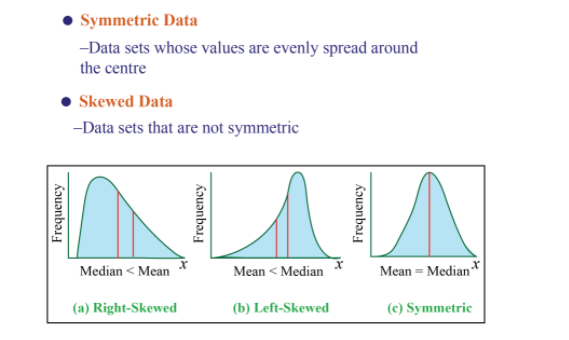 ● Symmetric Data
–Data sets whose values are evenly spread around
the centre
● Skewed Data
–Data sets that are not symmetric
Frequency
Median < Mean x
(a) Right-Skewed
Frequency
Mean < Median x
(b) Left-Skewed
Frequency
Mean = Median x
(c) Symmetric